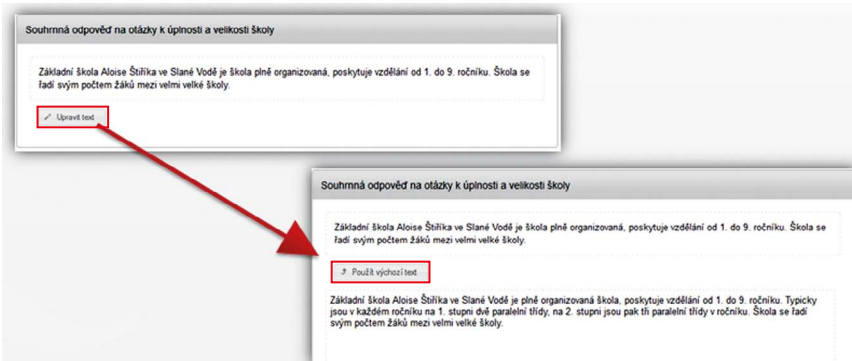 Souhrnná odpověď na otázky k úplnosti a velikosti školy
Základní škola Aloise Štiříka ve Slané Vodě je škola plně organizovaná, poskytuje vzdělání od 1. do 9. ročníku. Škola se
řadí svým počtem žáků mezi velmi velké školy.
Upravit text
Souhrnná odpověď na otázky k úplnosti a velikosti školy
Základní škola Aloise Štiříka ve Slané Vodě je škola plně organizovaná, poskytuje vzdělání od 1. do 9. ročníku. Škola se
řadí svým počtem žáků mezi velmi velké školy.
Použít výchozí text
Základní škola Aloise Štiříka ve Slané Vodě je plně organizovaná škola, poskytuje vzdělání od 1. do 9. ročníku. Typicky
jsou v každém ročníku na 1. stupni dvě paralelní třídy, na 2. stupni jsou pak tři paralelní třídy v ročníku. Škola se řadí
svým počtem žáků mezi velmi velké školy.